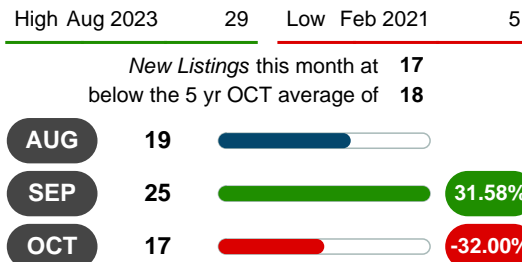 High Aug 2023 29 Low Feb 2021 5
New Listings this month at 17
below the 5 yr OCT average of 18
AUG 19
SEP 25 31.58%
OCT 17 -32.00%